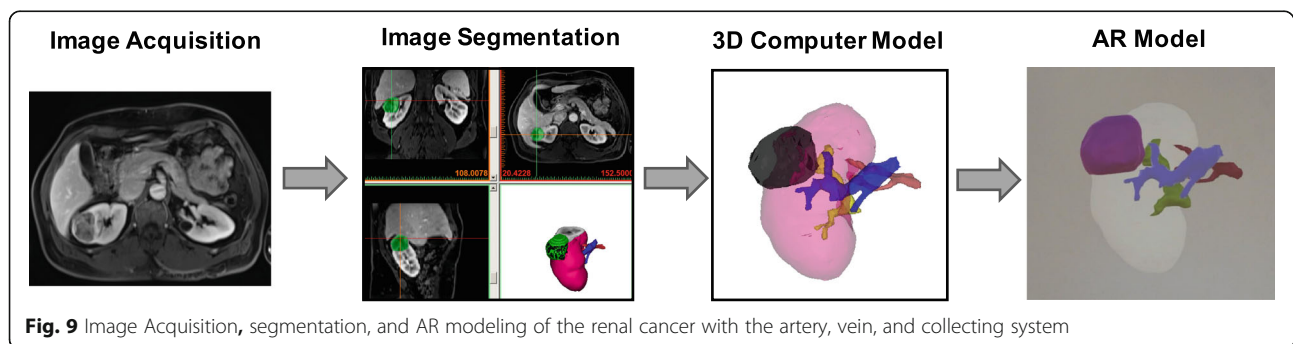 Image Acquisition
Image Segmentation
3D Computer Model
AR Model
108.0078
20.4228
152.5000
Fig. 9 Image Acquisition, segmentation, and AR modeling of the renal cancer with the artery, vein, and collecting system